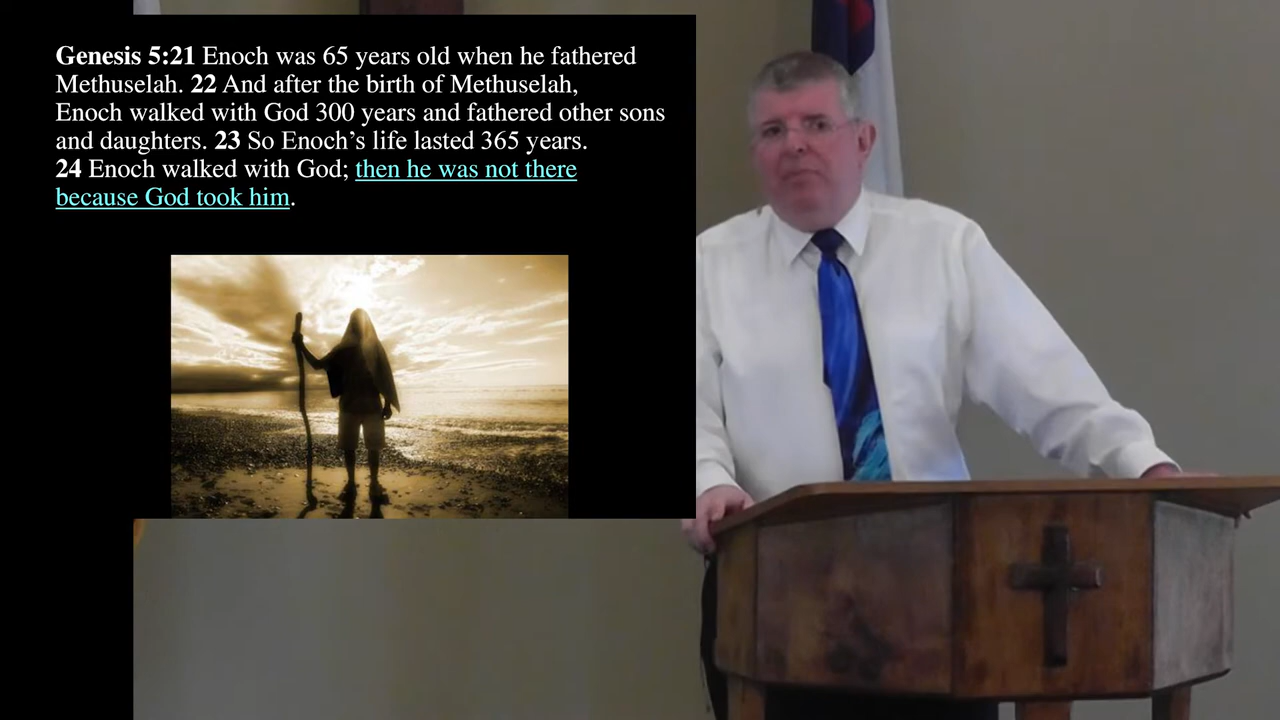 Genesis 5:21 Enoch was 65 years old when he fathered
Methuselah. 22 And after the birth of Methuselah,
Enoch walked with God 300 years and fathered other sons
and daughters. 23 So Enoch’s life lasted 365 years.
24 Enoch walked with God; then he was not there
because God took him.